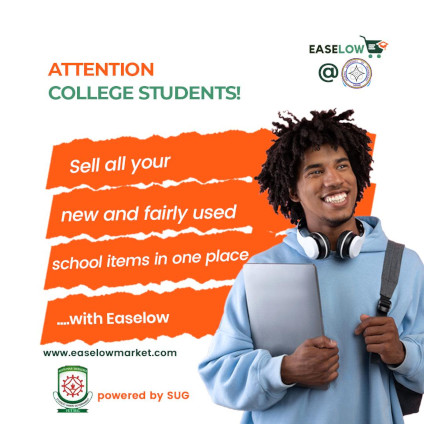 EASELOW
@
ATTENTION
COLLEGE STUDENTS!
Sell all your
new and fairly used
school items in one place
....with Easelow
www.easelowmarket.com
powered by SUG